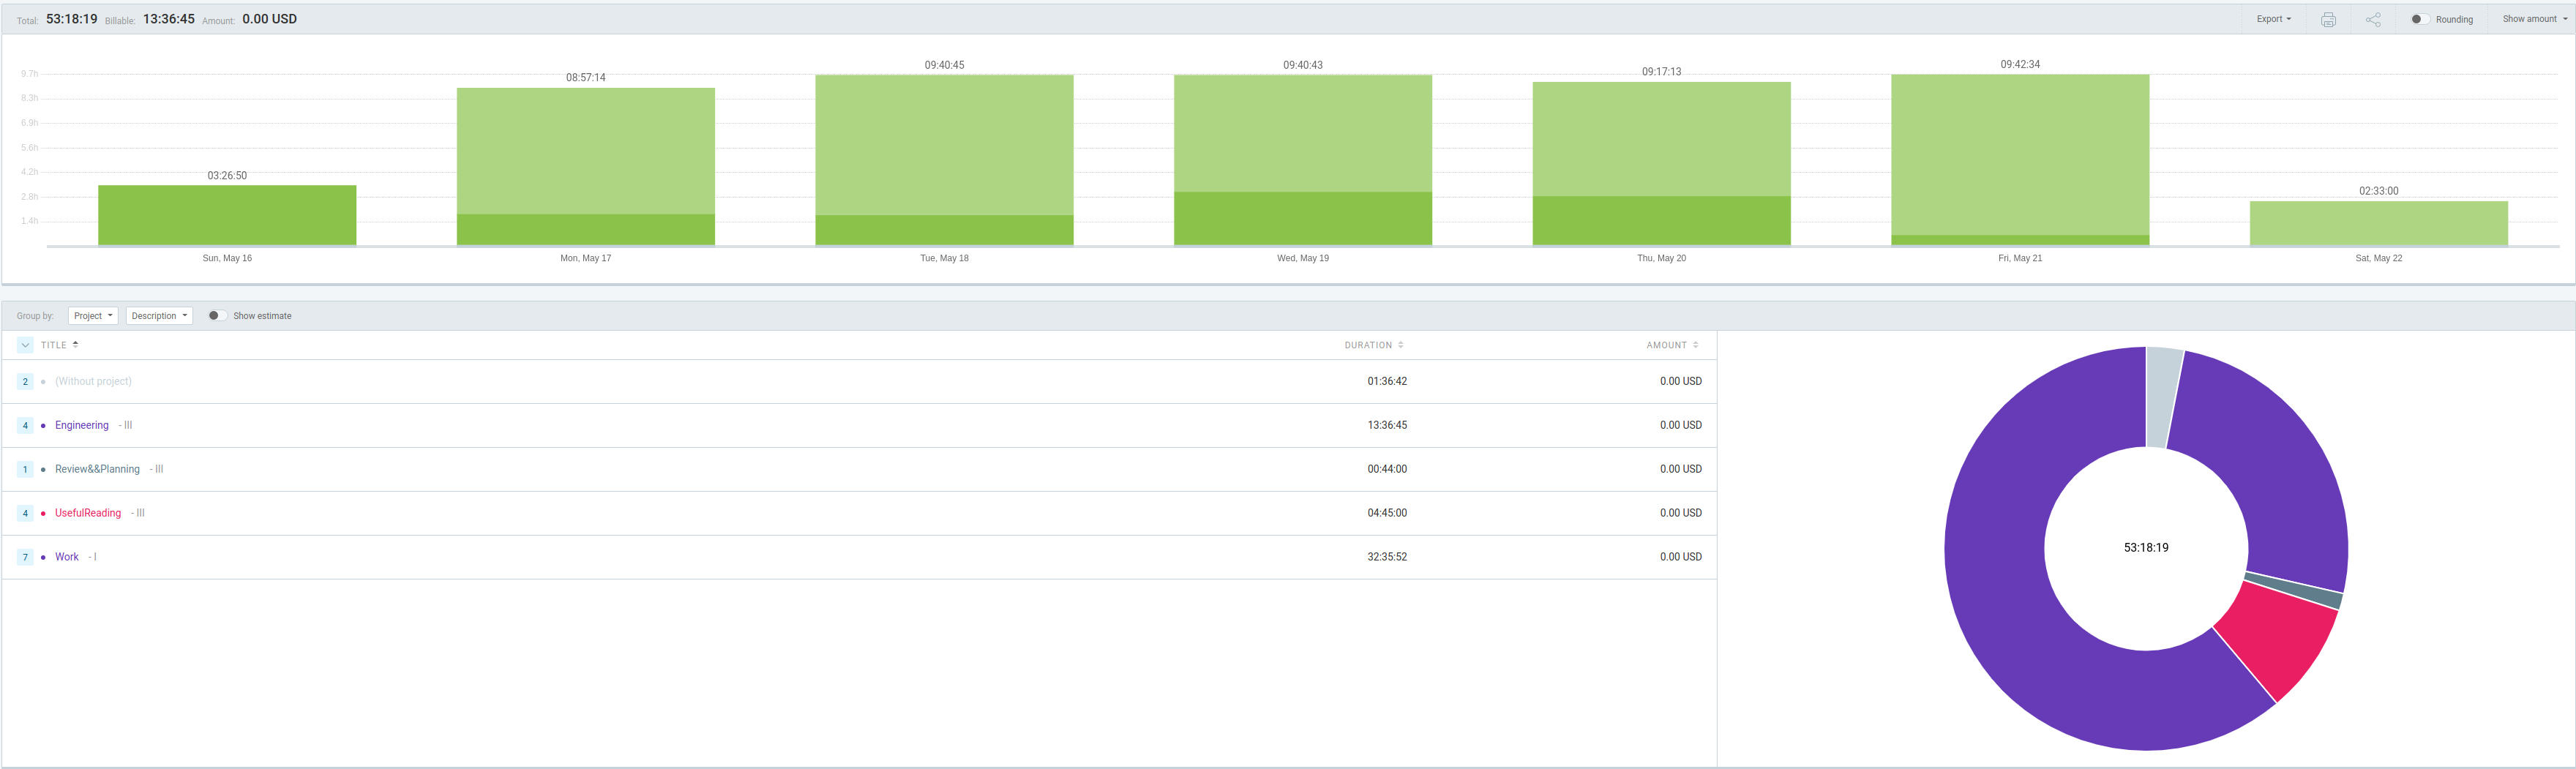 Total: 53:18:19 Billable: 13:36:45 Amount: 0.00 USD Export Rounding Show amount
9.7h
8.3h
6.9h
5.6h
4.2h
2.8h
1.4h
03:26:50
08:57:14
09:40:45
09:40:43
09:17:13
09:42:34
02:33:00
Sun, May 16
Mon, May 17
Tue, May 18
Wed, May 19
Thu, May 20
Fri, May 21
Sat, May 22
Group by: Project Description Show estimate
TITLE DURATION AMOUNT
2 (Without project) 01:36:42 0.00 USD
4 Engineering - III 13:36:45 0.00 USD
1 Review&&Planning - III 00:44:00 0.00 USD
4 UsefulReading - III 04:45:00 0.00 USD
7 Work - I 32:35:52 0.00 USD
53:18:19